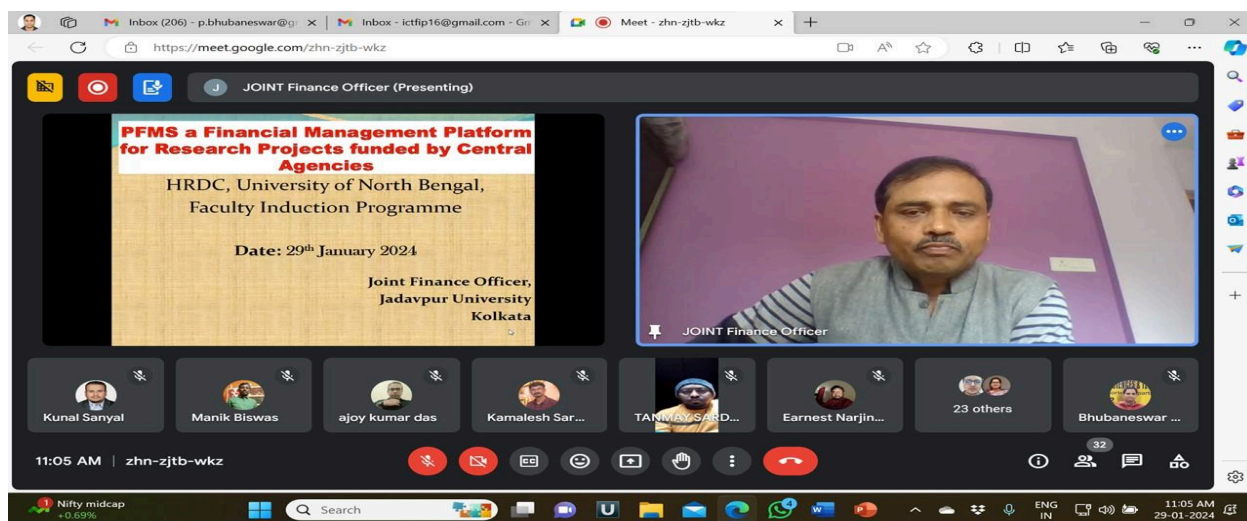 Inbox (206) - p.bhubaneswar@g
Inbox - ictfip16@gmail.com - Gm
Meet - zhn-zjtb-wkz
https://meet.google.com/zhn-zjtb-wkz
J JOINT Finance Officer (Presenting)
PFMS a Financial Management Platform
for Research Projects funded by Central
Agencies
HRDC, University of North Bengal,
Faculty Induction Programme
Date: 29th January 2024
Joint Finance Officer,
Jadavpur University
Kolkata
JOINT Finance Officer
Kunal Sanyal
Manik BIswas
ajoy kumar das
Kamalesh Sar...
TANMAY SARD...
Earnest Narjin...
23 others
Bhubaneswar ...
11:05 AM | zhn-zjtb-wkz
32
1
Nifty midcap
+0.69%
Search
ENG
IN
11:05 AM
29-01-2024